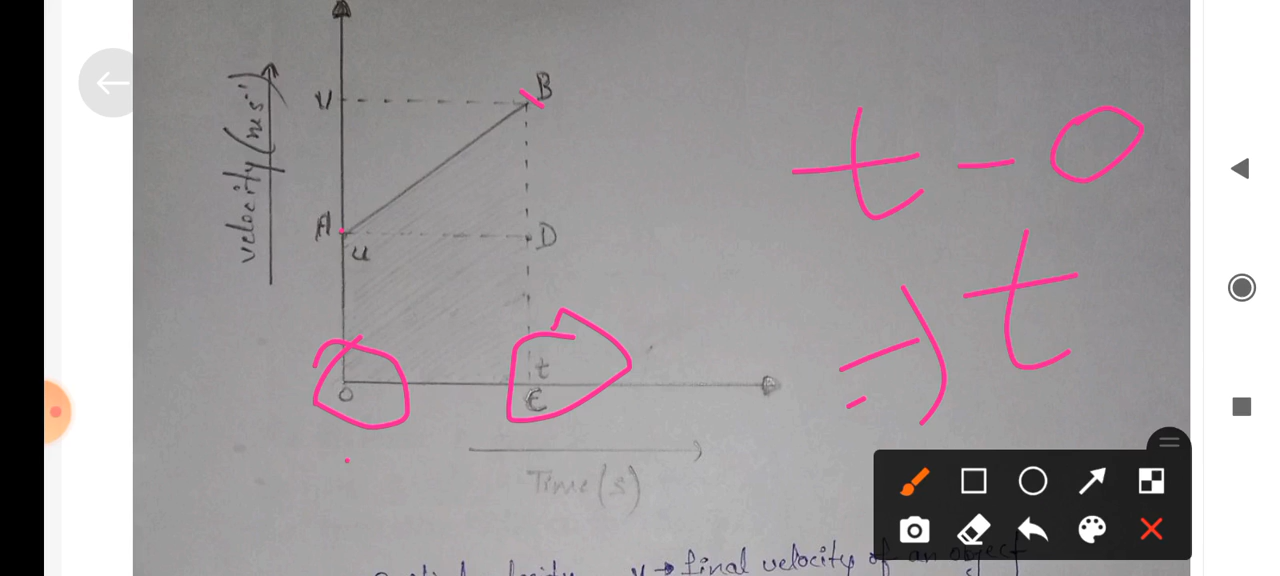 velocity (ms⁻¹)
V
B
A
u
D
t
O
C
Time (s)
t - 0
=) t
v → final velocity of an object